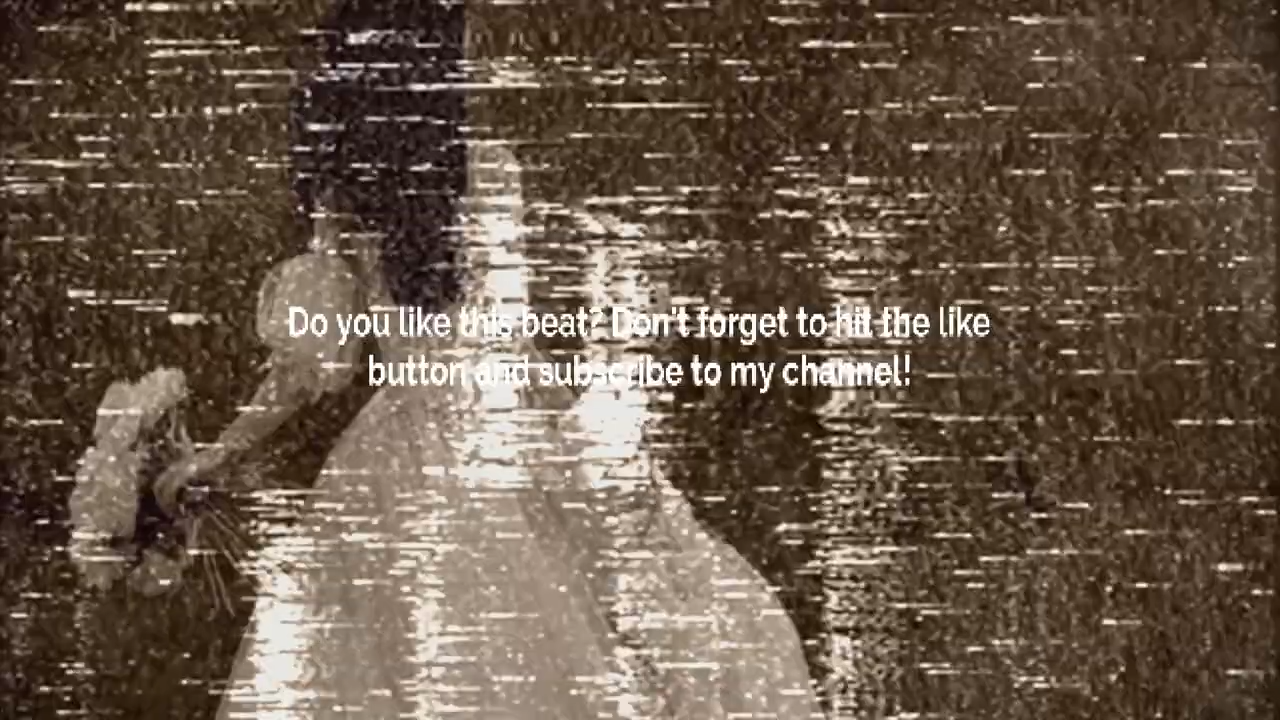 Do you like this beat? Don't forget to hit the like
button and subscribe to my channel!